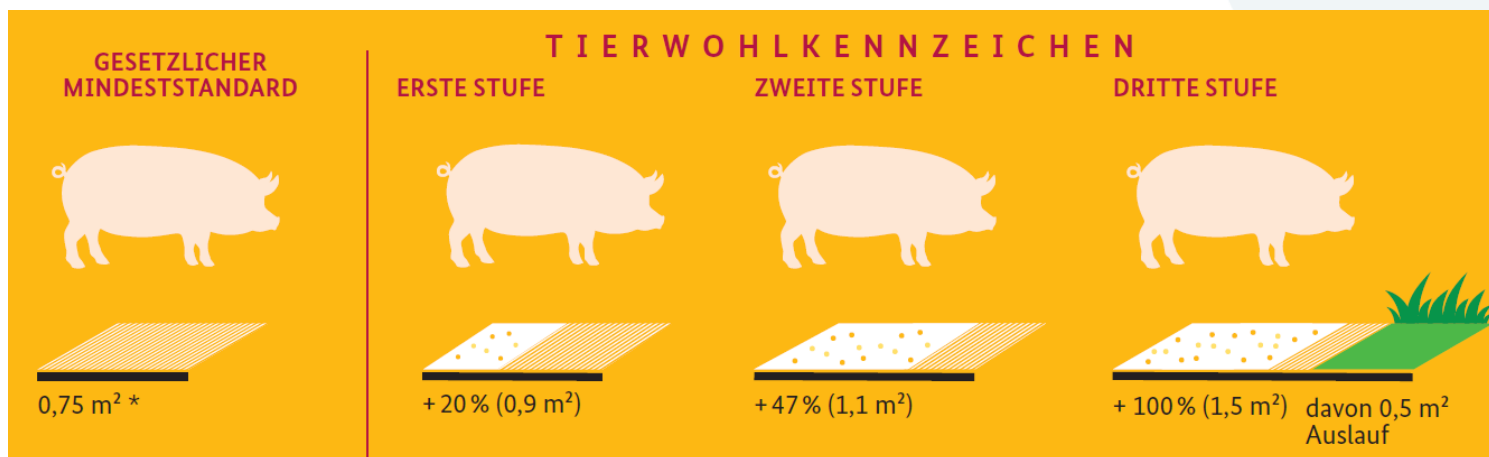 GESETZLICHER
MINDESTSTANDARD
TIERWOHLKENNZEICHEN
ERSTE STUFE
ZWEITE STUFE
DRITTE STUFE
0,75 m² *
+ 20 % (0,9 m²)
+ 47 % (1,1 m²)
+ 100 % (1,5 m²)
davon 0,5 m²
Auslauf